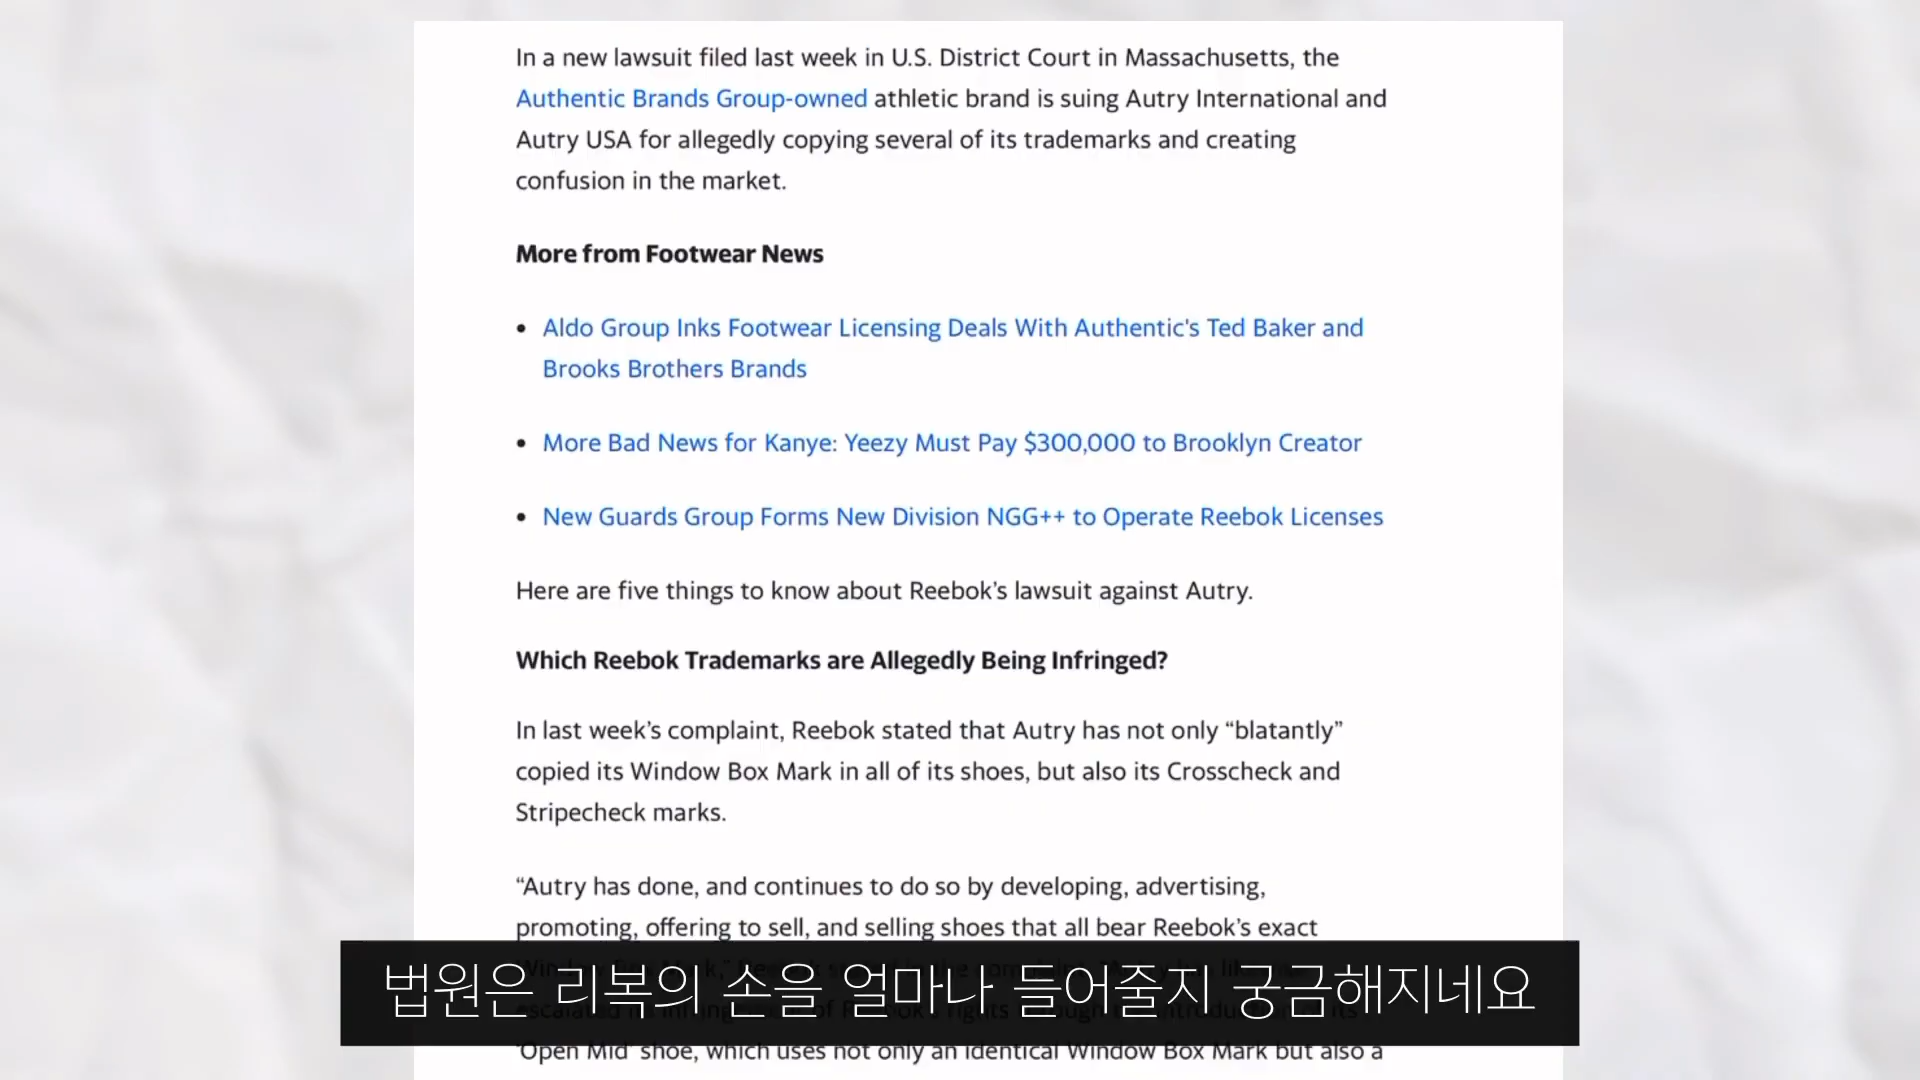 In a new lawsuit filed last week in U.S. District Court in Massachusetts, the
Authentic Brands Group-owned athletic brand is suing Autry International and
Autry USA for allegedly copying several of its trademarks and creating
confusion in the market.
More from Footwear News
• Aldo Group Inks Footwear Licensing Deals With Authentic's Ted Baker and
Brooks Brothers Brands
• More Bad News for Kanye: Yeezy Must Pay $300,000 to Brooklyn Creator
• New Guards Group Forms New Division NGG++ to Operate Reebok Licenses
Here are five things to know about Reebok’s lawsuit against Autry.
Which Reebok Trademarks are Allegedly Being Infringed?
In last week’s complaint, Reebok stated that Autry has not only “blatantly”
copied its Window Box Mark in all of its shoes, but also its Crosscheck and
Stripecheck marks.
“Autry has done, and continues to do so by developing, advertising,
promoting, offering to sell, and selling shoes that all bear Reebok’s exact
법원은 리복의 손을 얼마나 들어줄지 궁금해지네요
‘Open Mid’ shoe, which uses not only an identical Window Box Mark but also a